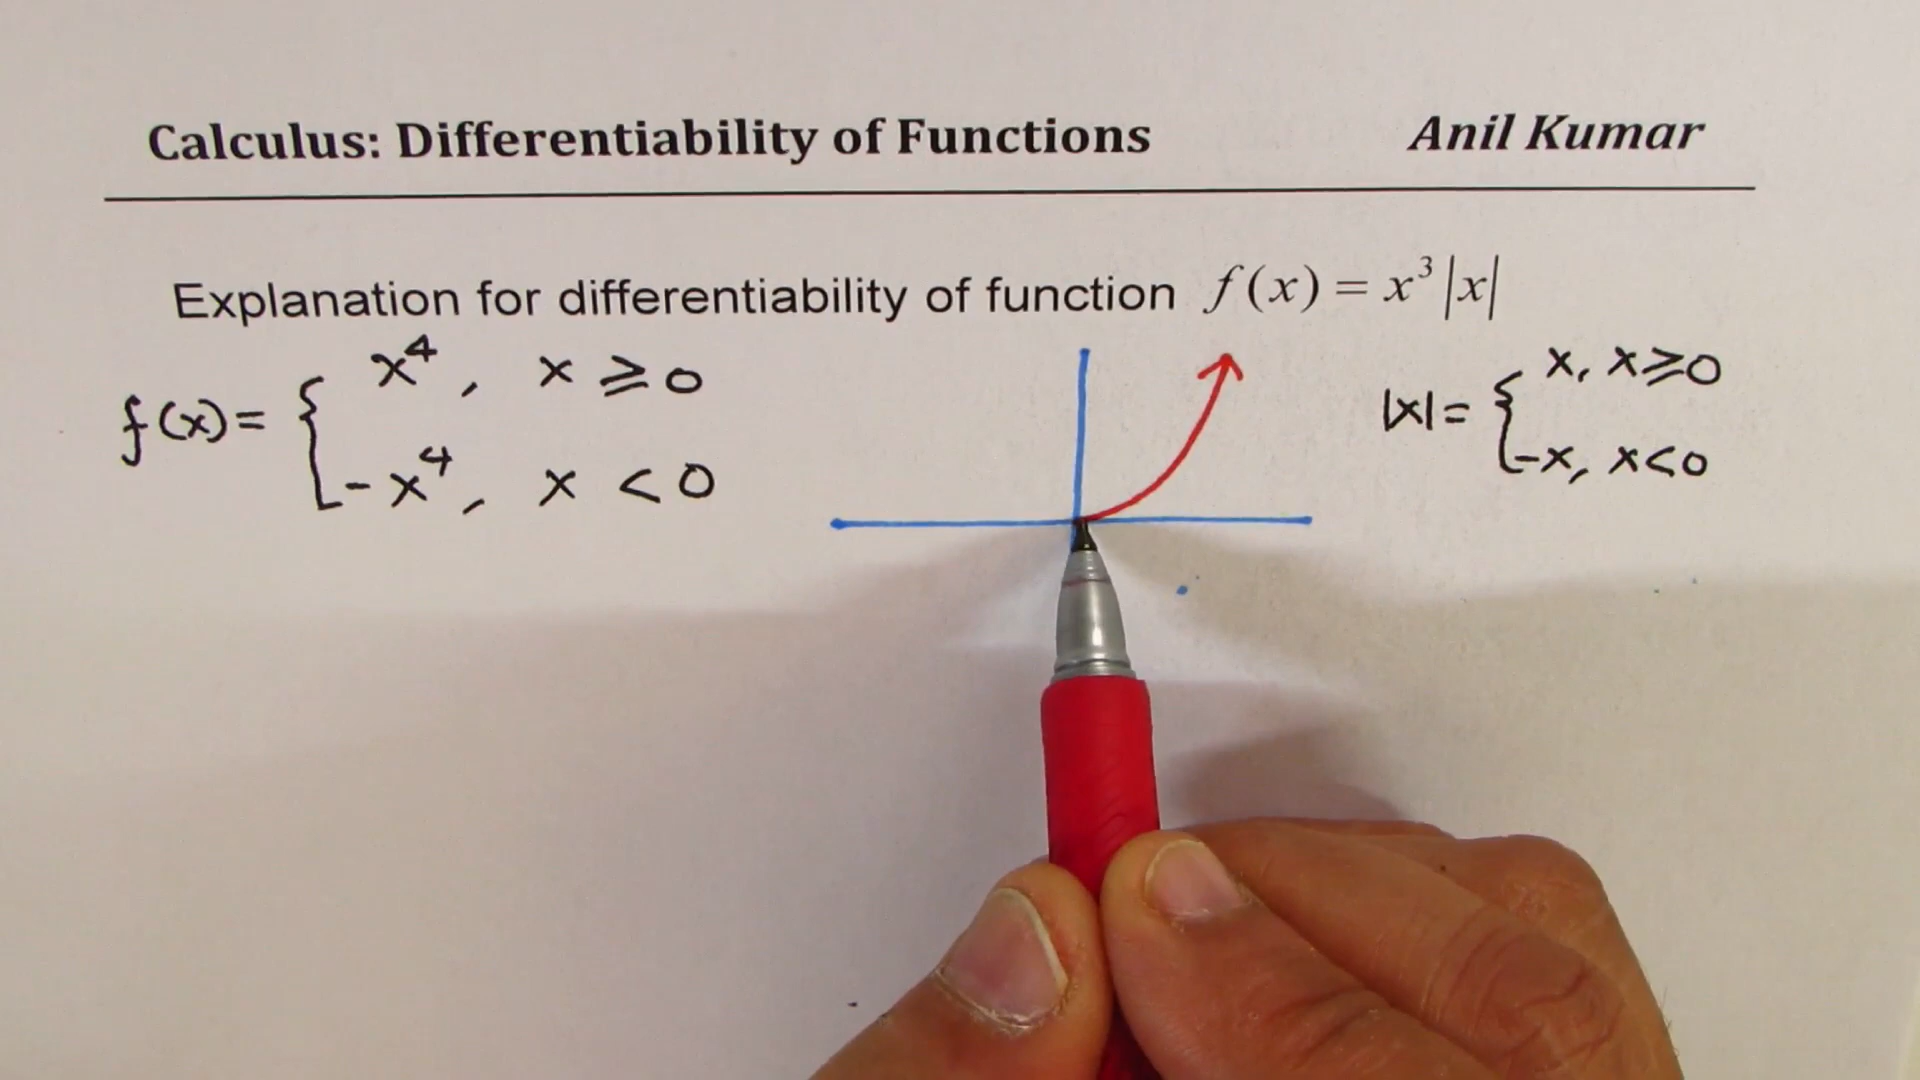 Calculus: Differentiability of Functions Anil Kumar
Explanation for differentiability of function f(x) = x³|x|
f(x) = { x⁴, x ≥ 0
-x⁴, x < 0
|x| = { x, x ≥ 0
-x, x < 0